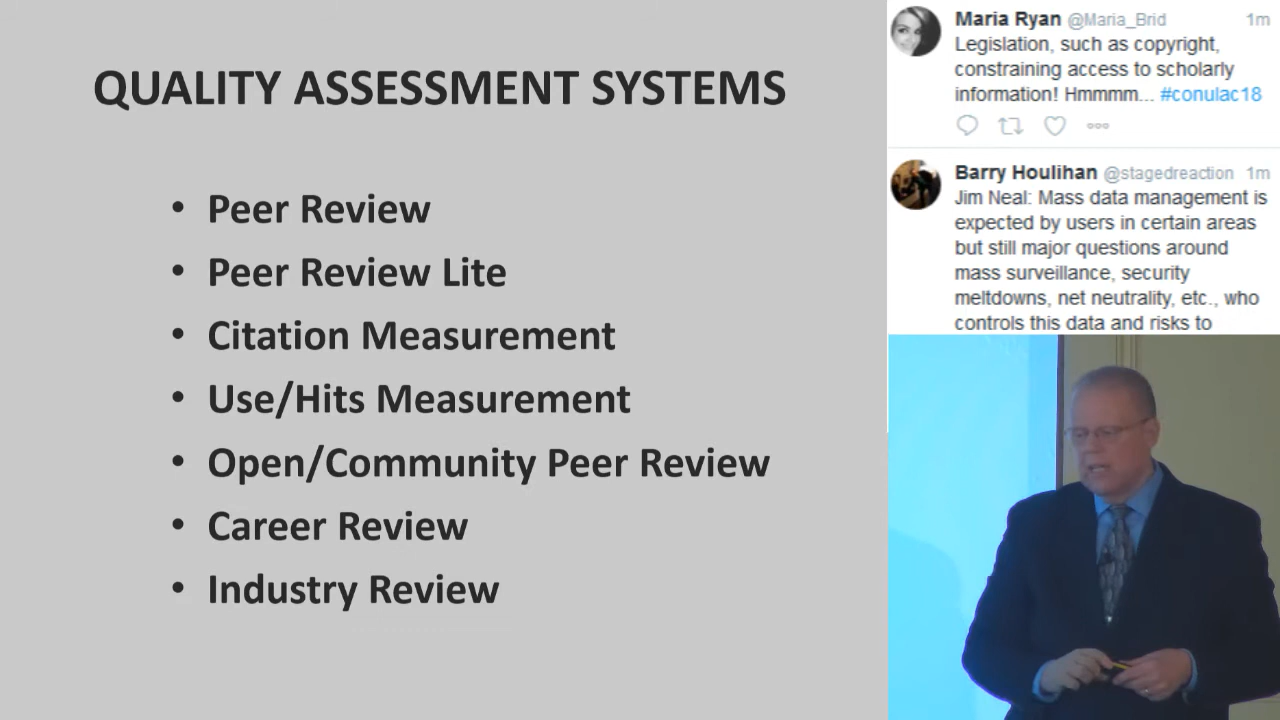 QUALITY ASSESSMENT SYSTEMS
• Peer Review
• Peer Review Lite
• Citation Measurement
• Use/Hits Measurement
• Open/Community Peer Review
• Career Review
• Industry Review
Maria Ryan @Maria_Brid 1m
Legislation, such as copyright,
constraining access to scholarly
information! Hmmmm... #conulac18
Barry Houlihan @stagedreaction 1m
Jim Neal: Mass data management is
expected by users in certain areas
but still major questions around
mass surveillance, security
meltdowns, net neutrality, etc., who
controls this data and risks to